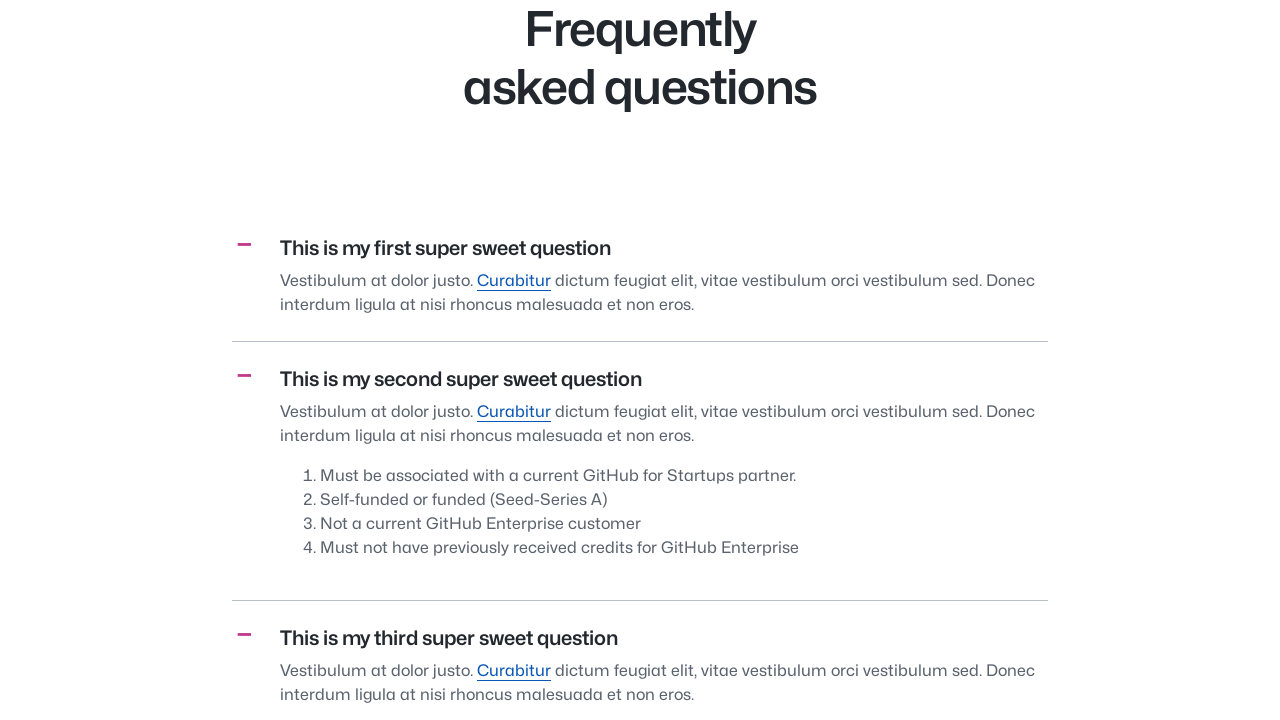 Frequently
asked questions
This is my first super sweet question
Vestibulum at dolor justo. Curabitur dictum feugiat elit, vitae vestibulum orci vestibulum sed. Donec
interdum ligula at nisi rhoncus malesuada et non eros.
This is my second super sweet question
Vestibulum at dolor justo. Curabitur dictum feugiat elit, vitae vestibulum orci vestibulum sed. Donec
interdum ligula at nisi rhoncus malesuada et non eros.
1. Must be associated with a current GitHub for Startups partner.
2. Self-funded or funded (Seed-Series A)
3. Not a current GitHub Enterprise customer
4. Must not have previously received credits for GitHub Enterprise
This is my third super sweet question
Vestibulum at dolor justo. Curabitur dictum feugiat elit, vitae vestibulum orci vestibulum sed. Donec
interdum ligula at nisi rhoncus malesuada et non eros.